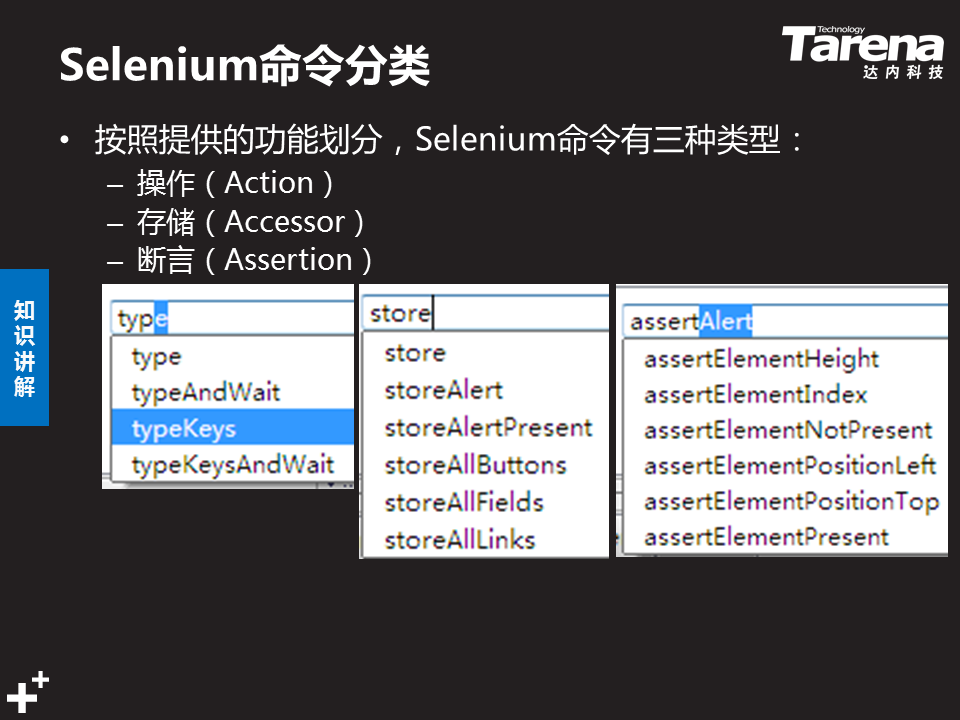 Selenium命令分类
Technology
Tarena
达内科技
• 按照提供的功能划分，Selenium命令有三种类型：
– 操作（Action）
– 存储（Accessor）
– 断言（Assertion）
知识讲解
type
type
typeAndWait
typeKeys
typeKeysAndWait
store
store
storeAlert
storeAlertPresent
storeAllButtons
storeAllFields
storeAllLinks
assertAlert
assertElementHeight
assertElementIndex
assertElementNotPresent
assertElementPositionLeft
assertElementPositionTop
assertElementPresent